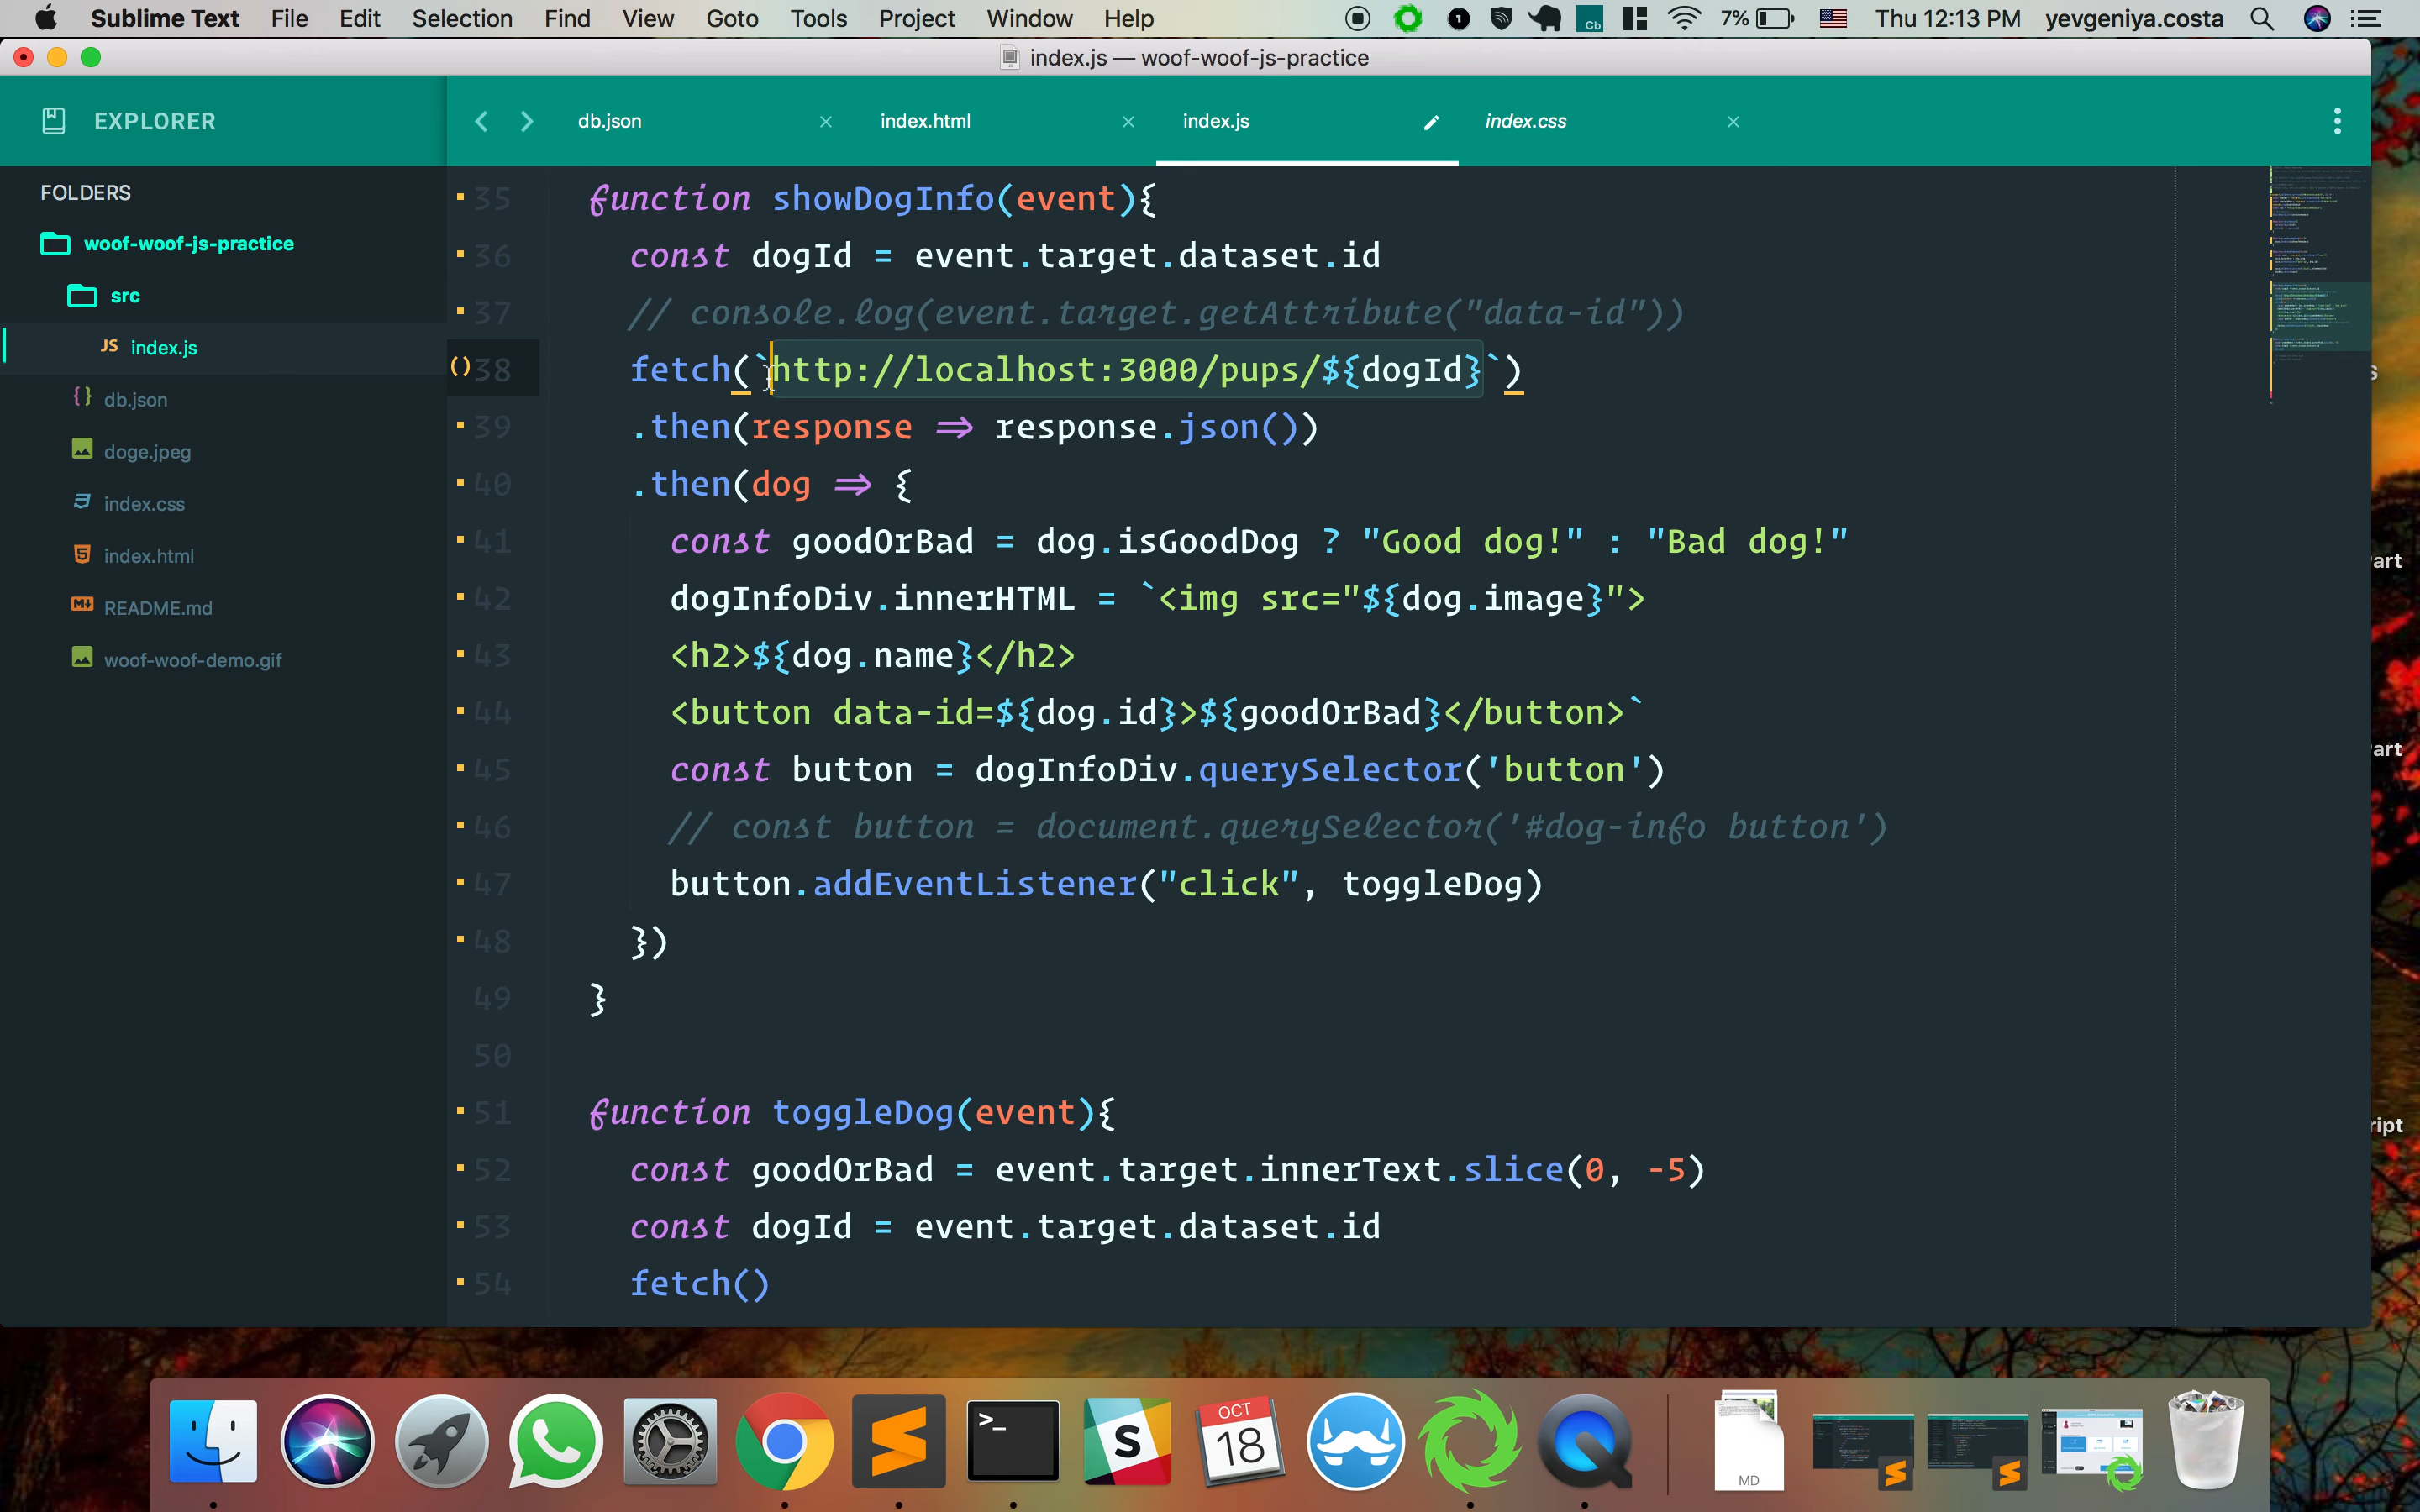 Sublime Text File Edit Selection Find View Goto Tools Project Window Help 1 Cb 7% Thu 12:13 PM yevgeniya.costa
index.js — woof-woof-js-practice
EXPLORER
db.json index.html index.js index.css
FOLDERS
woof-woof-js-practice
src
JS index.js
{ } db.json
doge.jpeg
index.css
index.html
README.md
woof-woof-demo.gif
35 function showDogInfo(event){
36 const dogId = event.target.dataset.id
37 // console.log(event.target.getAttribute("data-id"))
38 fetch(`http://localhost:3000/pups/${dogId}`)
39 .then(response => response.json())
40 .then(dog => {
41 const goodOrBad = dog.isGoodDog ? "Good dog!" : "Bad dog!"
42 dogInfoDiv.innerHTML = `<img src="${dog.image}">
43 <h2>${dog.name}</h2>
44 <button data-id=${dog.id}>${goodOrBad}</button>`
45 const button = dogInfoDiv.querySelector('button')
46 // const button = document.querySelector('#dog-info button')
47 button.addEventListener("click", toggleDog)
48 })
49 }
50
51 function toggleDog(event){
52 const goodOrBad = event.target.innerText.slice(0, -5)
53 const dogId = event.target.dataset.id
54 fetch()
art
art
ript
OCT
18
MD